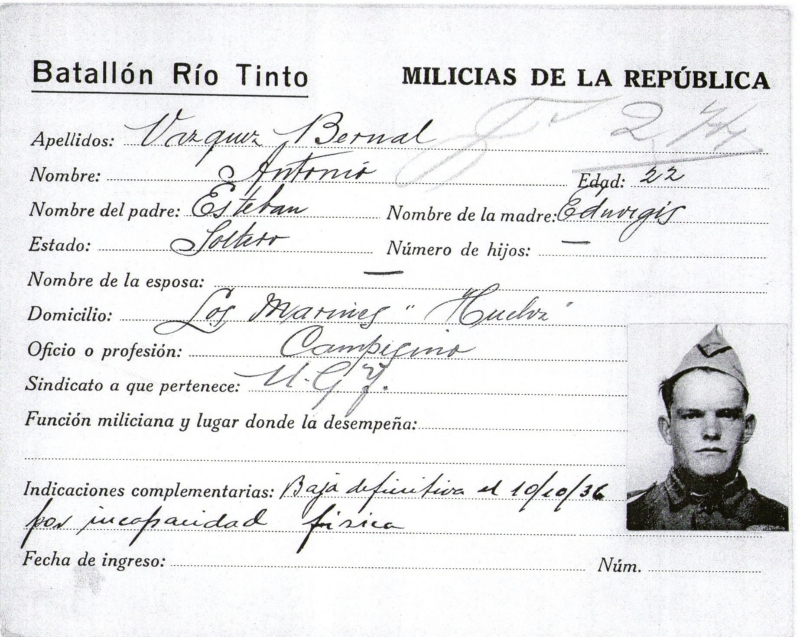 Batallón Río Tinto MILICIAS DE LA REPÚBLICA
Apellidos: Vazquez Bernal
Nombre: Antonio Edad: 22
Nombre del padre: Esteban Nombre de la madre: Eduvigis
Estado: Soltero Número de hijos: —
Nombre de la esposa: —
Domicilio: Los Marines "Huelva"
Oficio o profesión: Campesino
Sindicato a que pertenece: U.G.T.
Función miliciana y lugar donde la desempeña:
Indicaciones complementarias: Baja definitiva el 10/10/36
por incapacidad física
Fecha de ingreso: Núm.